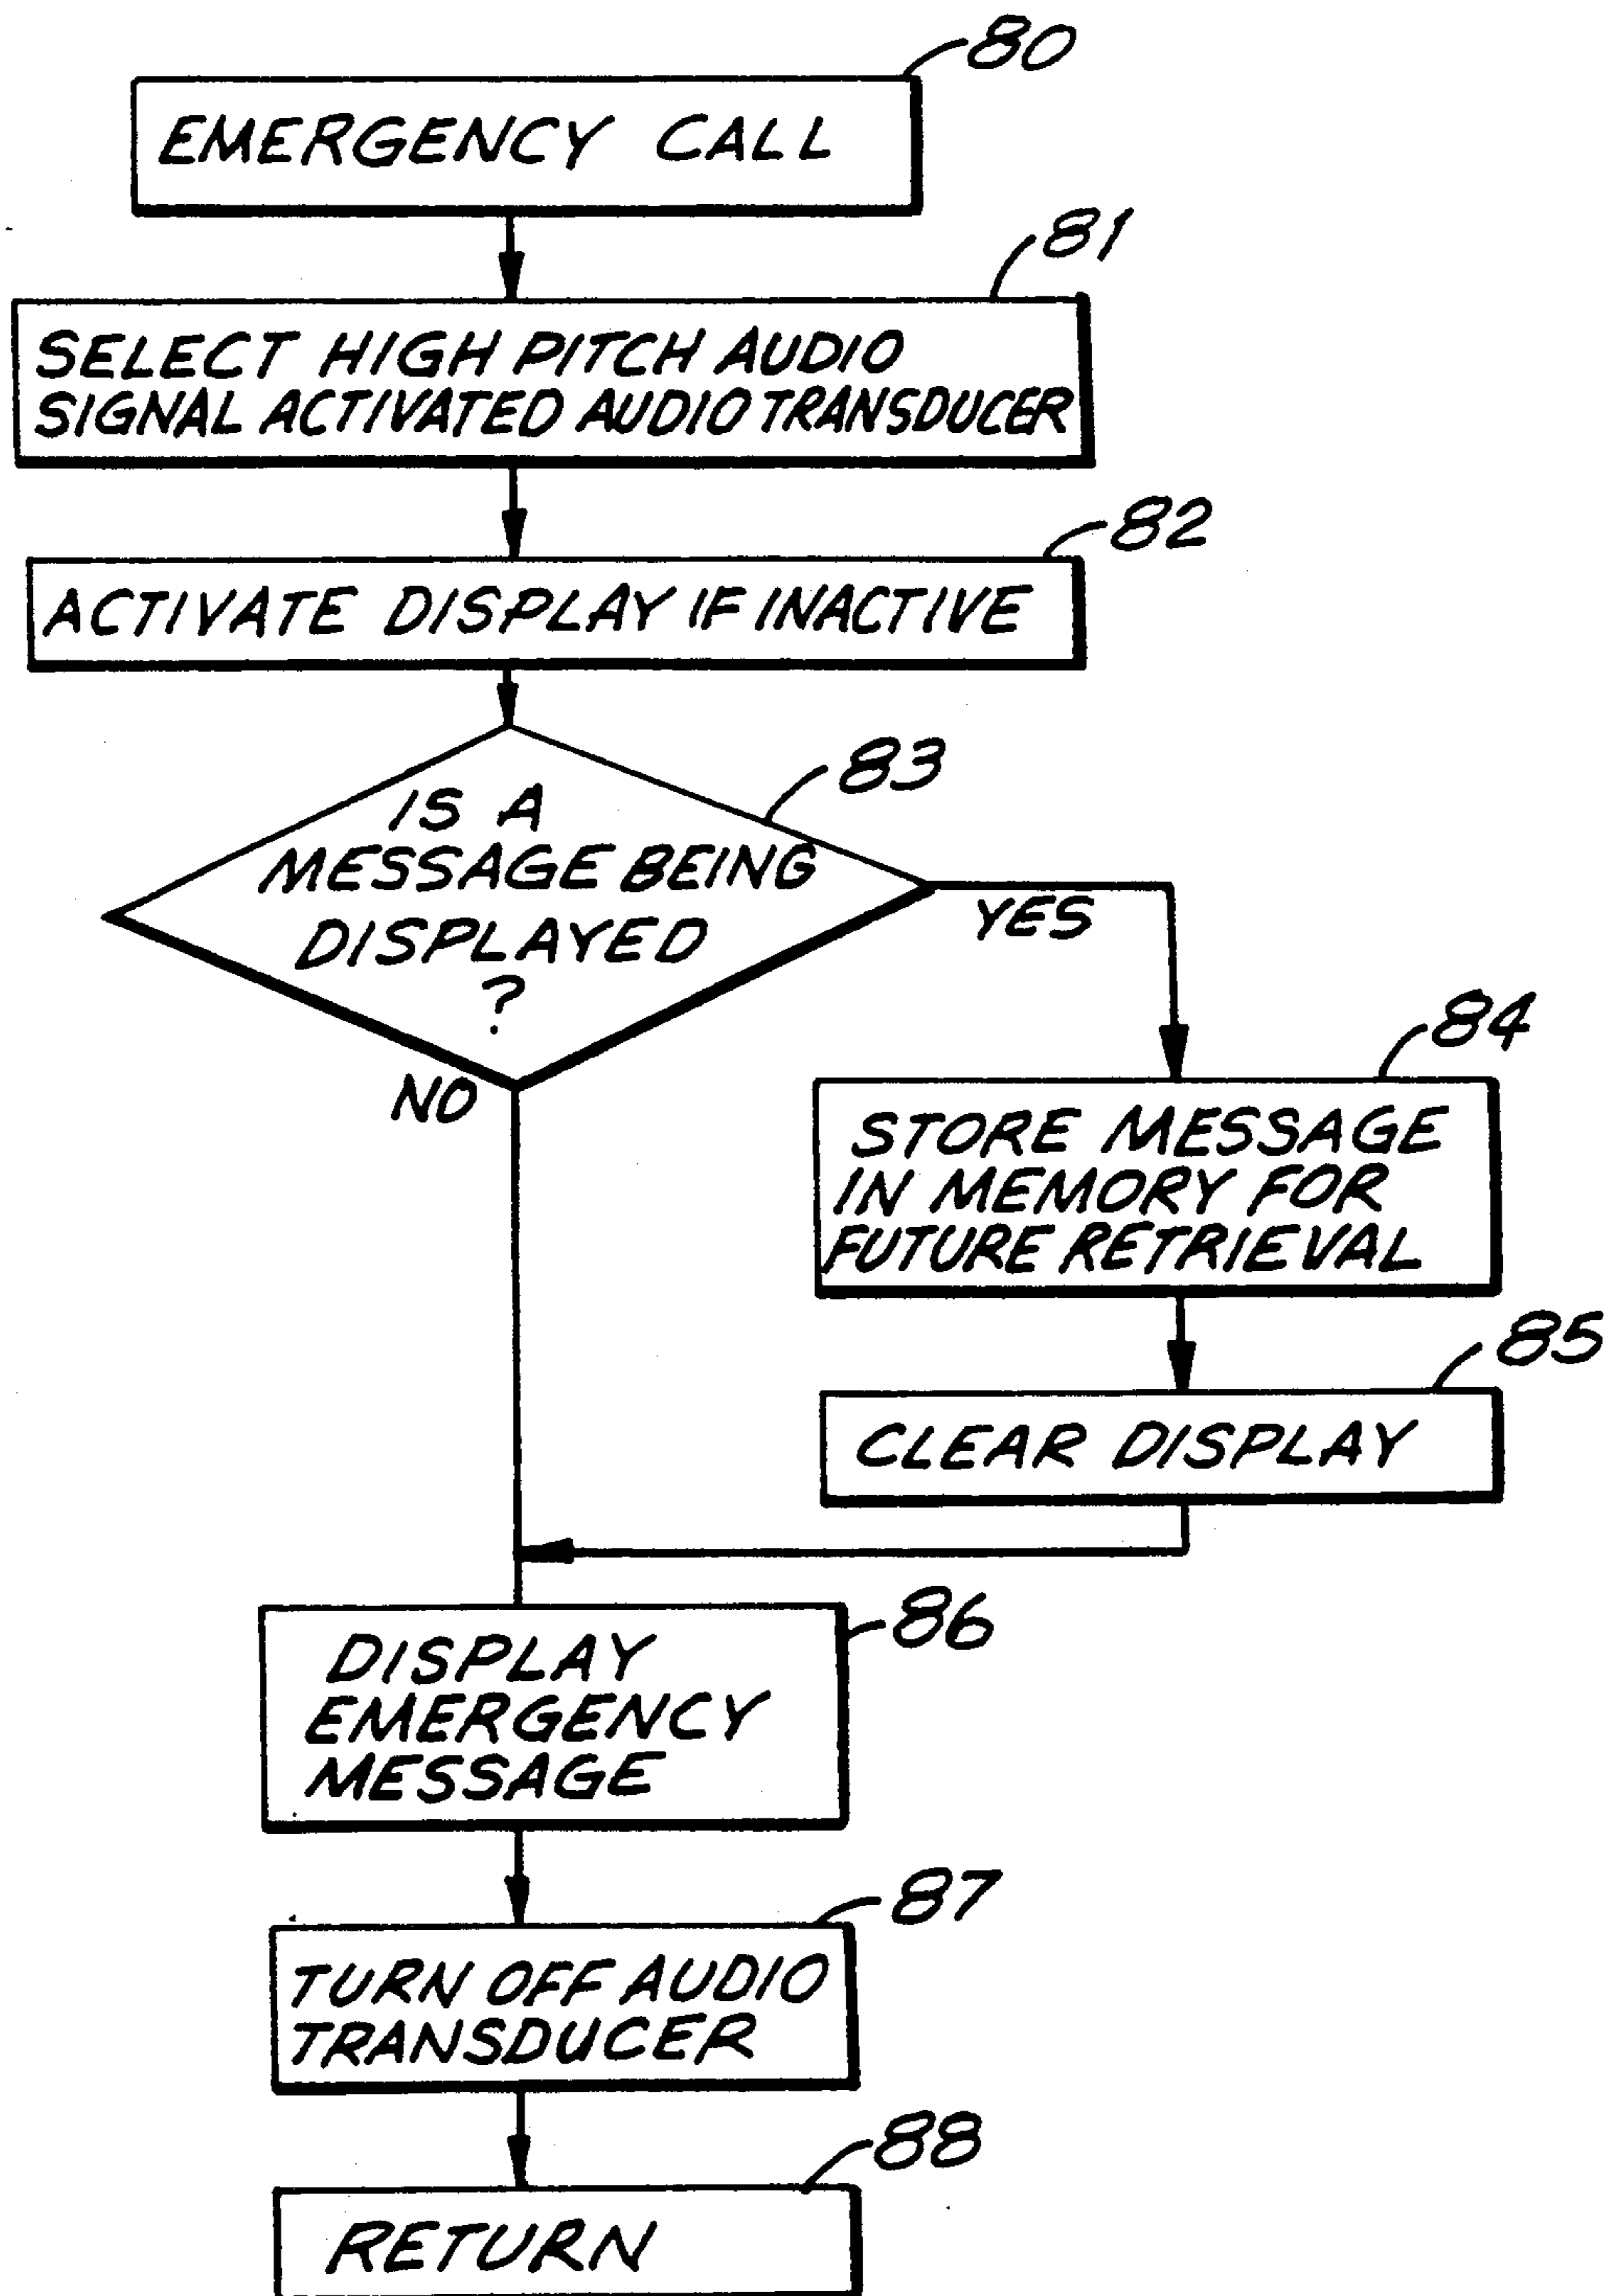 80
EMERGENCY CALL
81
SELECT HIGH PITCH AUDIO
SIGNAL ACTIVATED AUDIO TRANSDUCER
82
ACTIVATE DISPLAY IF INACTIVE
83
IS A
MESSAGE BEING
DISPLAYED
?
YES
NO
84
STORE MESSAGE
IN MEMORY FOR
FUTURE RETRIEVAL
85
CLEAR DISPLAY
86
DISPLAY
EMERGENCY
MESSAGE
87
TURN OFF AUDIO
TRANSDUCER
88
RETURN